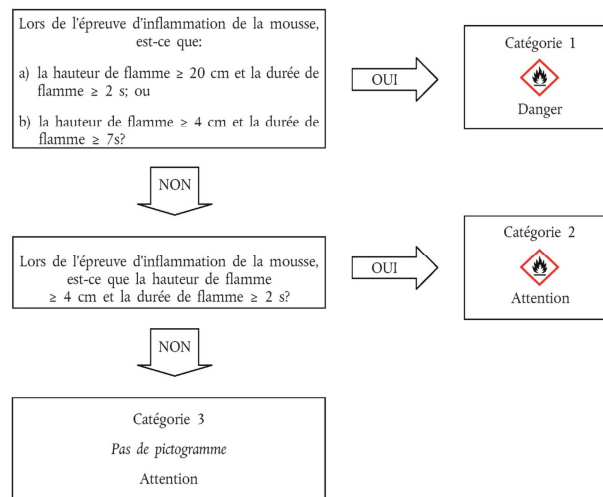 Lors de l'épreuve d'inflammation de la mousse,
est-ce que:
a) la hauteur de flamme ≥ 20 cm et la durée de
flamme ≥ 2 s; ou
b) la hauteur de flamme ≥ 4 cm et la durée de
flamme ≥ 7s?
OUI
Catégorie 1
Danger
NON
Lors de l'épreuve d'inflammation de la mousse,
est-ce que la hauteur de flamme
≥ 4 cm et la durée de flamme ≥ 2 s?
OUI
Catégorie 2
Attention
NON
Catégorie 3
Pas de pictogramme
Attention